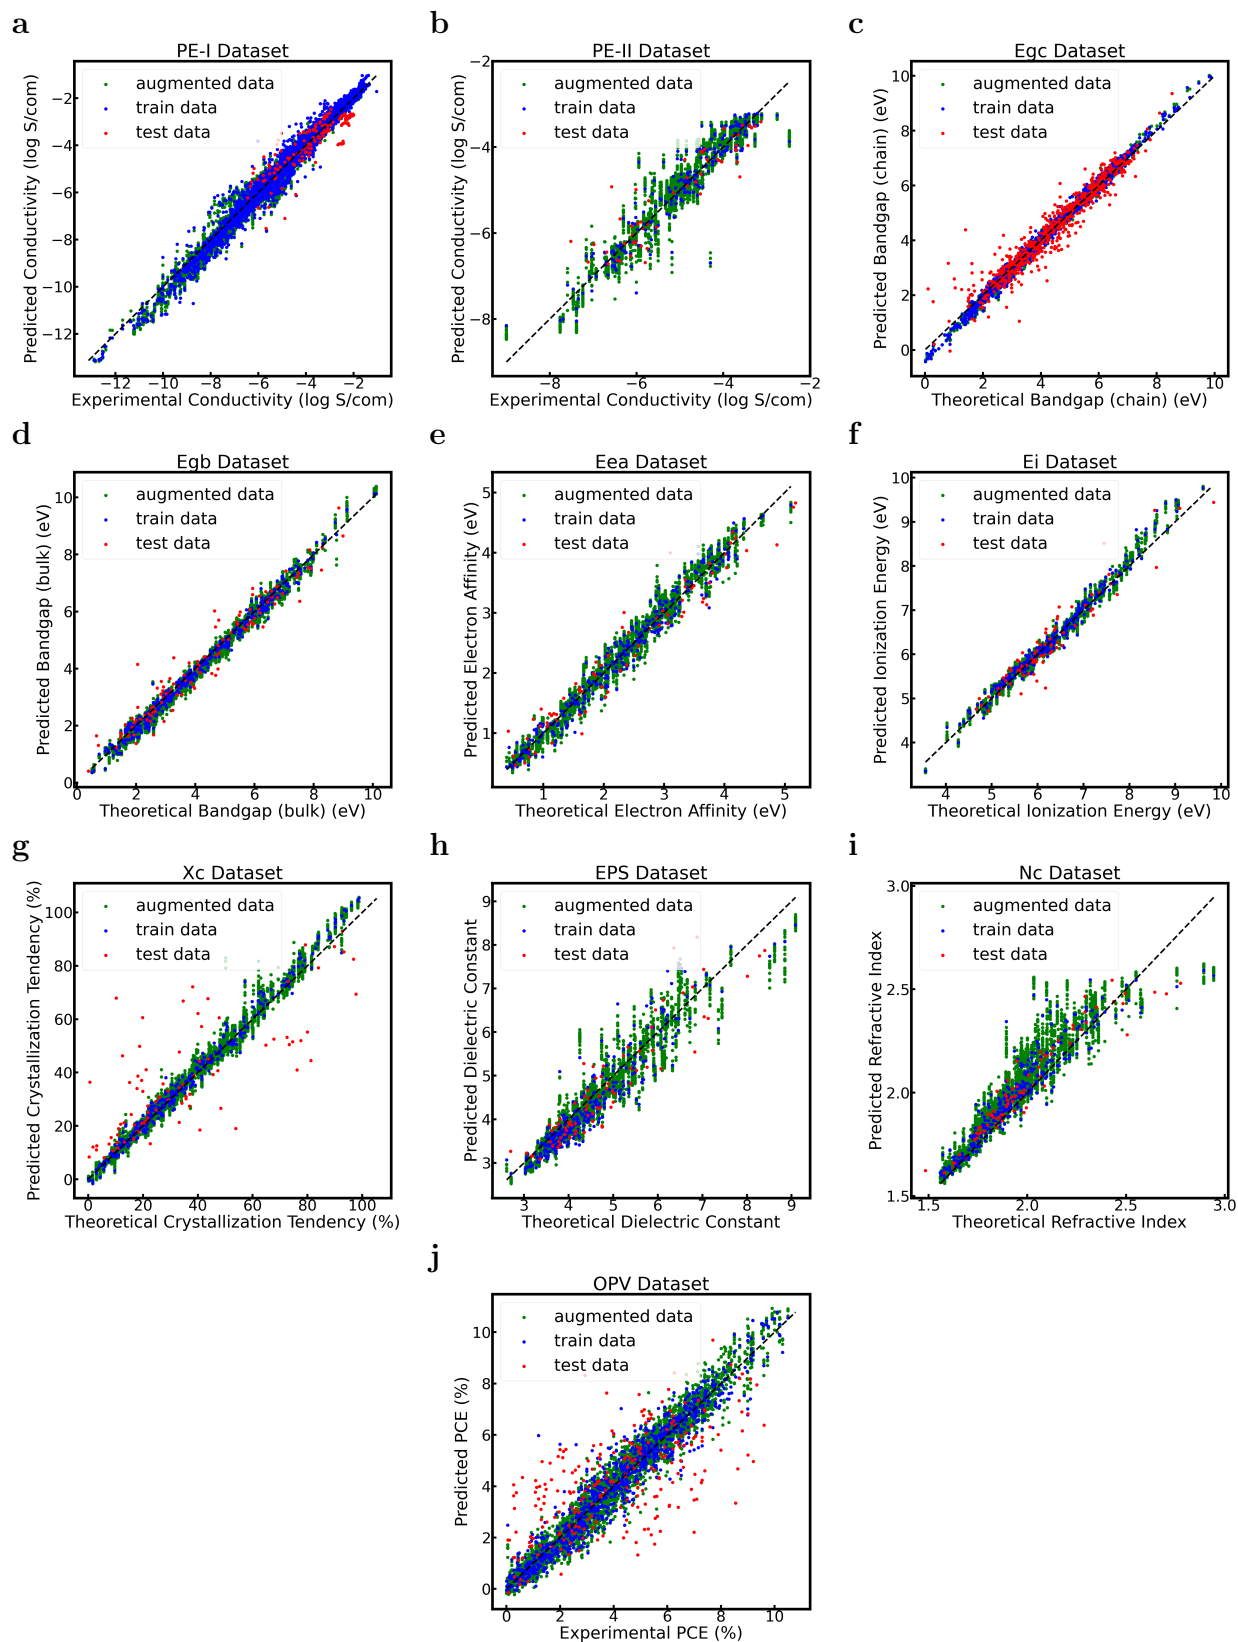 a
PE-I Dataset
augmented data
train data
test data
Predicted Conductivity (log S/com)
−2
−4
−6
−8
−10
−12
−12 −10 −8 −6 −4 −2
Experimental Conductivity (log S/com)
b
PE-II Dataset
augmented data
train data
test data
Predicted Conductivity (log S/com)
−2
−4
−6
−8
−8 −6 −4 −2
Experimental Conductivity (log S/com)
c
Egc Dataset
augmented data
train data
test data
Predicted Bandgap (chain) (eV)
10
8
6
4
2
0
0 2 4 6 8 10
Theoretical Bandgap (chain) (eV)
d
Egb Dataset
augmented data
train data
test data
Predicted Bandgap (bulk) (eV)
10
8
6
4
2
0
0 2 4 6 8 10
Theoretical Bandgap (bulk) (eV)
e
Eea Dataset
augmented data
train data
test data
Predicted Electron Affinity (eV)
5
4
3
2
1
1 2 3 4 5
Theoretical Electron Affinity (eV)
f
Ei Dataset
augmented data
train data
test data
Predicted Ionization Energy (eV)
10
9
8
7
6
5
4
4 5 6 7 8 9 10
Theoretical Ionization Energy (eV)
g
Xc Dataset
augmented data
train data
test data
Predicted Crystallization Tendency (%)
100
80
60
40
20
0
0 20 40 60 80 100
Theoretical Crystallization Tendency (%)
h
EPS Dataset
augmented data
train data
test data
Predicted Dielectric Constant
9
8
7
6
5
4
3
3 4 5 6 7 8 9
Theoretical Dielectric Constant
i
Nc Dataset
augmented data
train data
test data
Predicted Refractive Index
3.0
2.5
2.0
1.5
1.5 2.0 2.5 3.0
Theoretical Refractive Index
j
OPV Dataset
augmented data
train data
test data
Predicted PCE (%)
10
8
6
4
2
0
0 2 4 6 8 10
Experimental PCE (%)